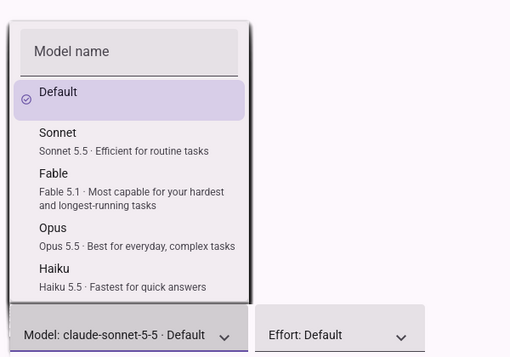 Model name
Default
Sonnet
Sonnet 5.5 · Efficient for routine tasks
Fable
Fable 5.1 · Most capable for your hardest
and longest-running tasks
Opus
Opus 5.5 · Best for everyday, complex tasks
Haiku
Haiku 5.5 · Fastest for quick answers
Model: claude-sonnet-5-5 · Default
Effort: Default